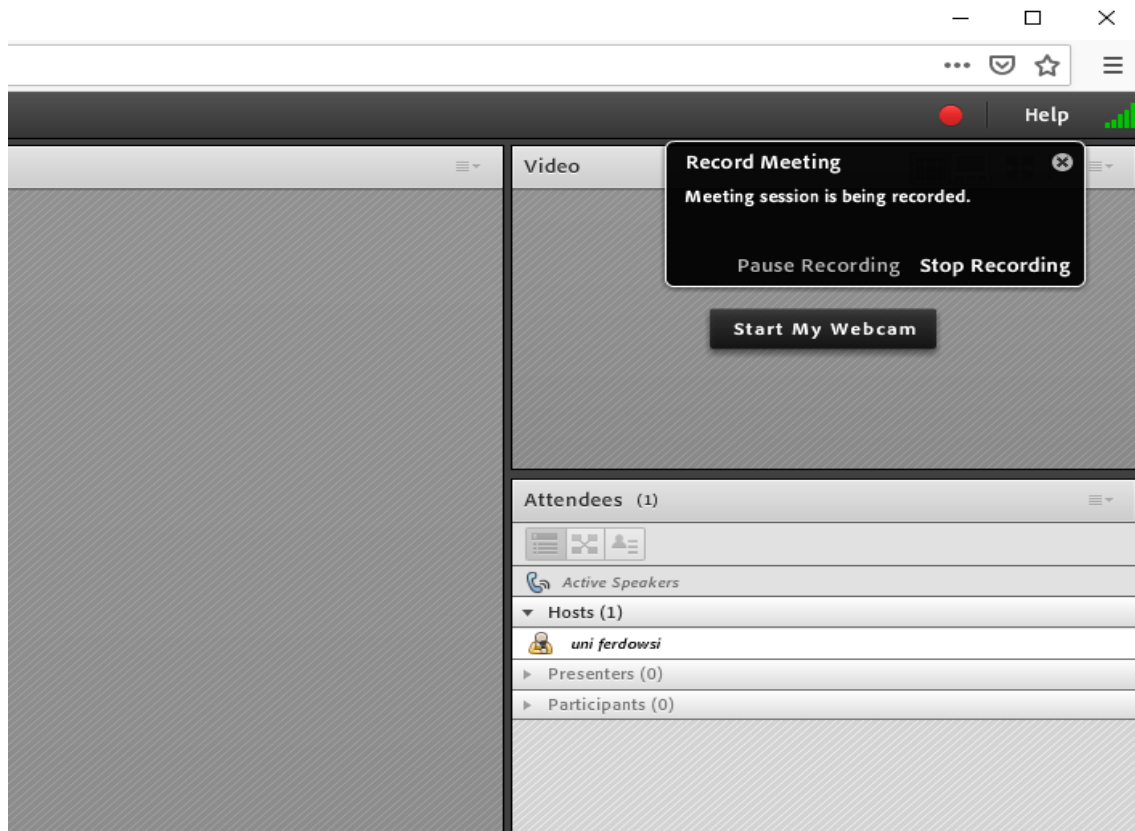 Help
Video
Record Meeting
Meeting session is being recorded.
Pause Recording Stop Recording
Start My Webcam
Attendees (1)
Active Speakers
Hosts (1)
uni ferdowsi
Presenters (0)
Participants (0)